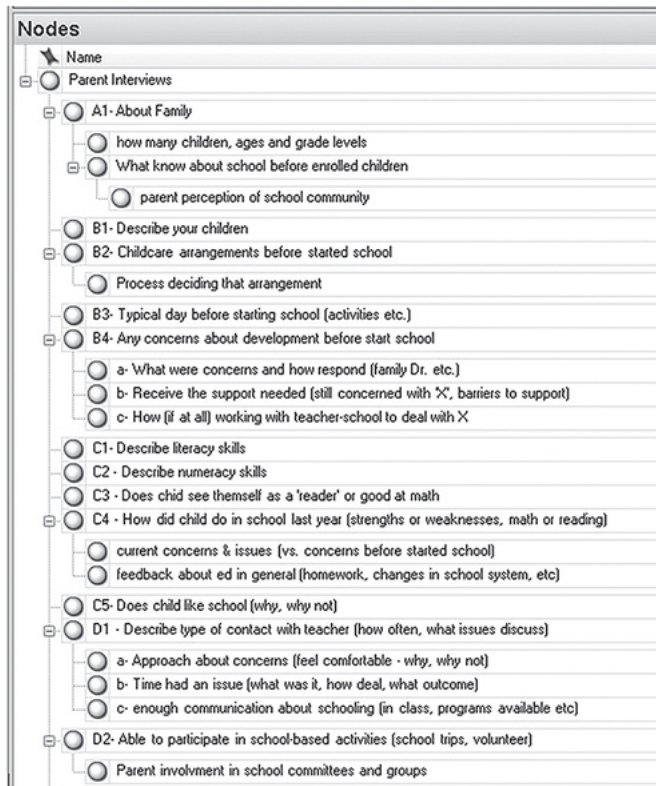 Nodes
Name
Parent Interviews
A1- About Family
how many children, ages and grade levels
What know about school before enrolled children
parent perception of school community
B1- Describe your children
B2- Childcare arrangements before started school
Process deciding that arrangement
B3- Typical day before starting school (activities etc.)
B4- Any concerns about development before start school
a- What were concerns and how respond (family Dr. etc.)
b- Receive the support needed (still concerned with 'X', barriers to support)
c- How (if at all) working with teacher-school to deal with X
C1- Describe literacy skills
C2 - Describe numeracy skills
C3 - Does chid see themself as a 'reader' or good at math
C4 - How did child do in school last year (strengths or weaknesses, math or reading)
current concerns & issues (vs. concerns before started school)
feedback about ed in general (homework, changes in school system, etc)
C5- Does child like school (why, why not)
D1 - Describe type of contact with teacher (how often, what issues discuss)
a- Approach about concerns (feel comfortable - why, why not)
b- Time had an issue (what was it, how deal, what outcome)
c- enough communication about schooling (in class, programs available etc)
D2- Able to participate in school-based activities (school trips, volunteer)
Parent involvment in school committees and groups